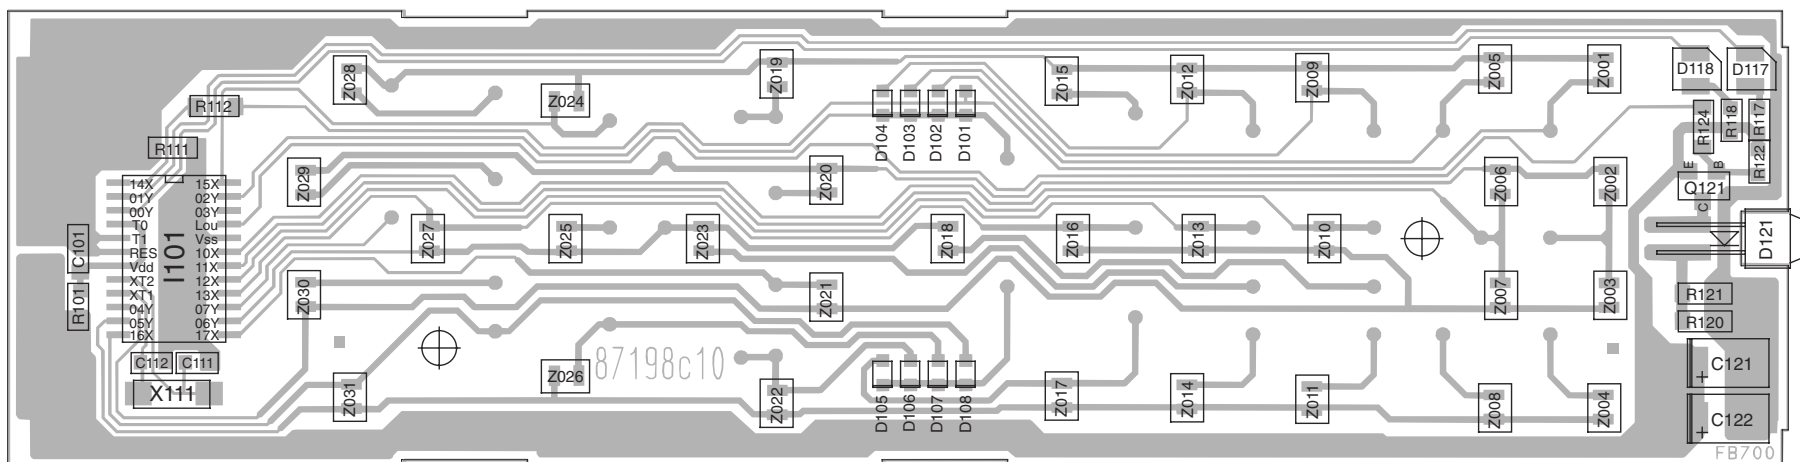 Z028
Z024
Z019
Z015
Z012
Z009
Z005
Z001
D118
D117
R112
R111
D104
D103
D102
D101
R124
R118
R117
R122
E
B
Q121
C
Z029
Z020
Z006
Z002
14X 15X
01Y 02Y
00Y 03Y
T0 Lou
T1 Vss
RES 10X
Vdd 11X
XT2 12X
XT1 13X
04Y 07Y
05Y 06Y
16X 17X
I101
C101
R101
Z027
Z025
Z023
Z018
Z016
Z013
Z010
D121
Z030
Z021
Z007
Z003
R121
R120
C112
C111
X111
Z031
Z026
87198c10
Z022
D105
D106
D107
D108
Z017
Z014
Z011
Z008
Z004
+
C121
+
C122
FB700